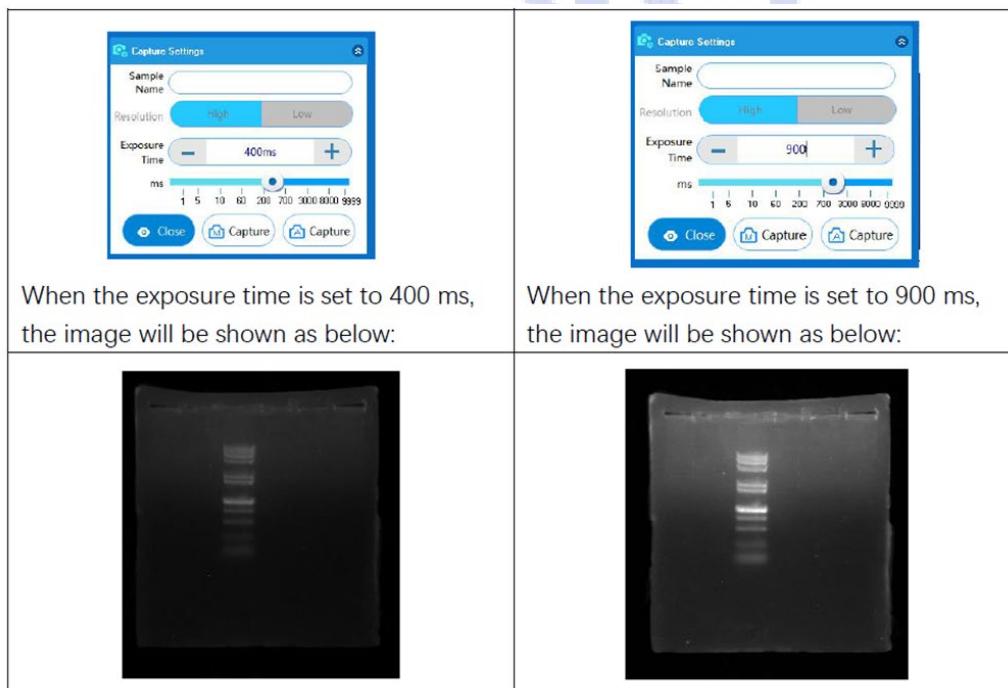 Capture Settings
Sample
Name
Resolution High Low
Exposure
Time − 400ms +
ms
1 5 10 60 200 700 3000 8000 9999
Close M Capture A Capture
When the exposure time is set to 400 ms,
the image will be shown as below:
Capture Settings
Sample
Name
Resolution High Low
Exposure
Time − 900 +
ms
1 5 10 60 200 700 3000 8000 9999
Close M Capture A Capture
When the exposure time is set to 900 ms,
the image will be shown as below: